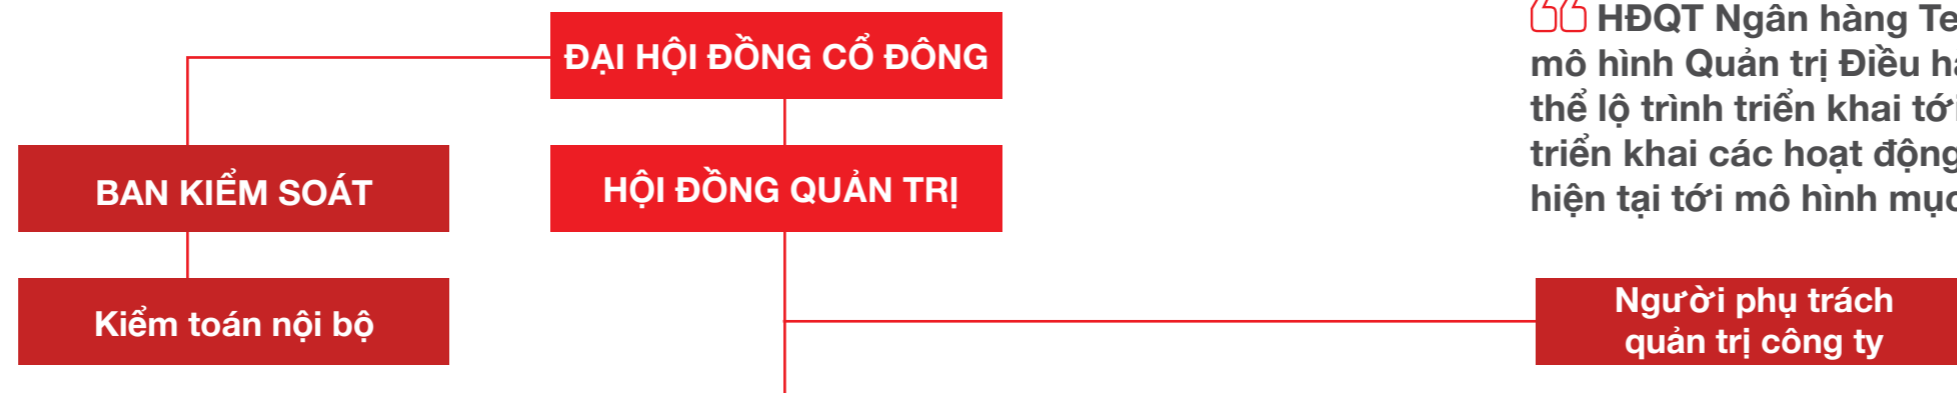 ĐẠI HỘI ĐỒNG CỔ ĐÔNG
BAN KIỂM SOÁT
HỘI ĐỒNG QUẢN TRỊ
Kiểm toán nội bộ
Người phụ trách
quản trị công ty
HĐQT Ngân hàng
mô hình Quản trị Điều
thể lộ trình triển khai tới
triển khai các hoạt động
hiện tại tới mô hình